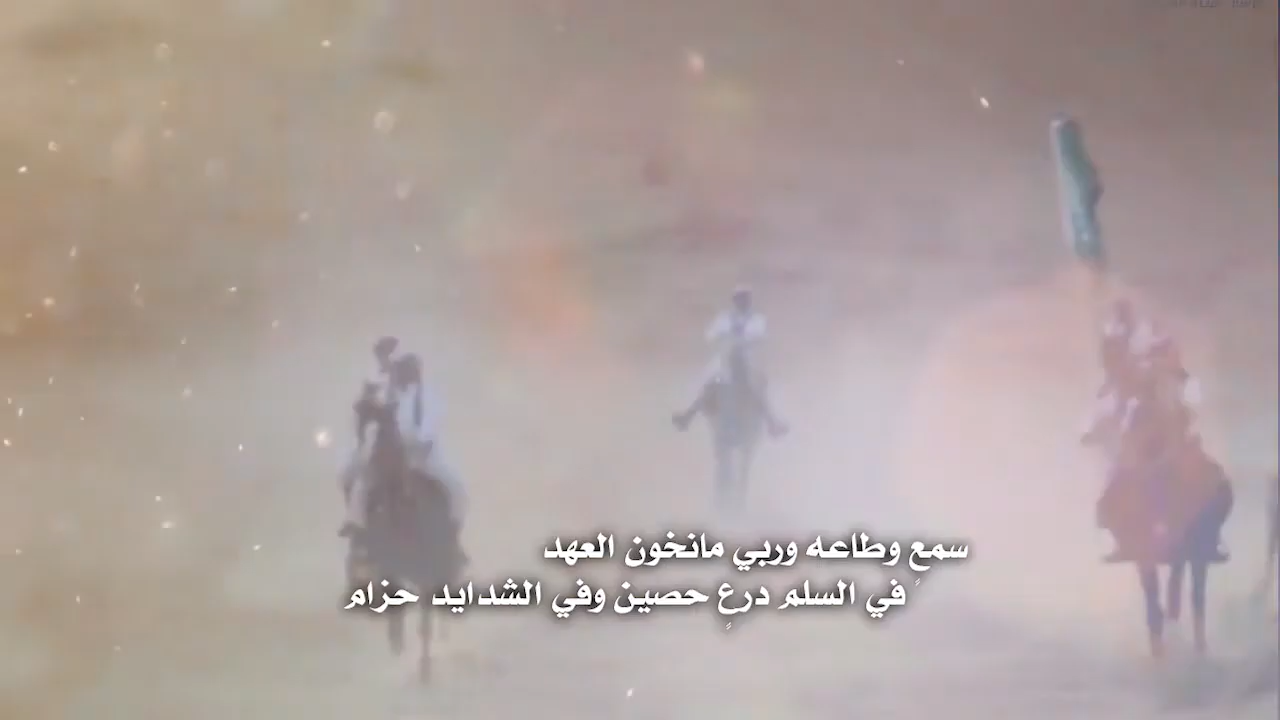 سمعٍ وطاعه وربي مانخون العهد
في السلم درعٍ حصين وفي الشدايد حزام